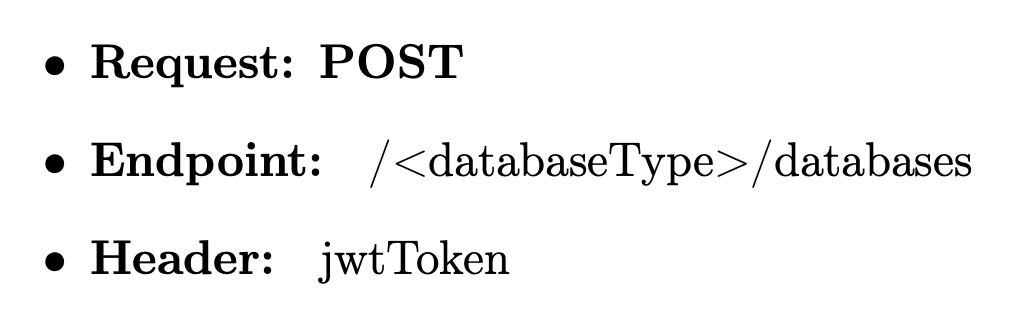 • Request: POST
• Endpoint: /<databaseType>/databases
• Header: jwtToken